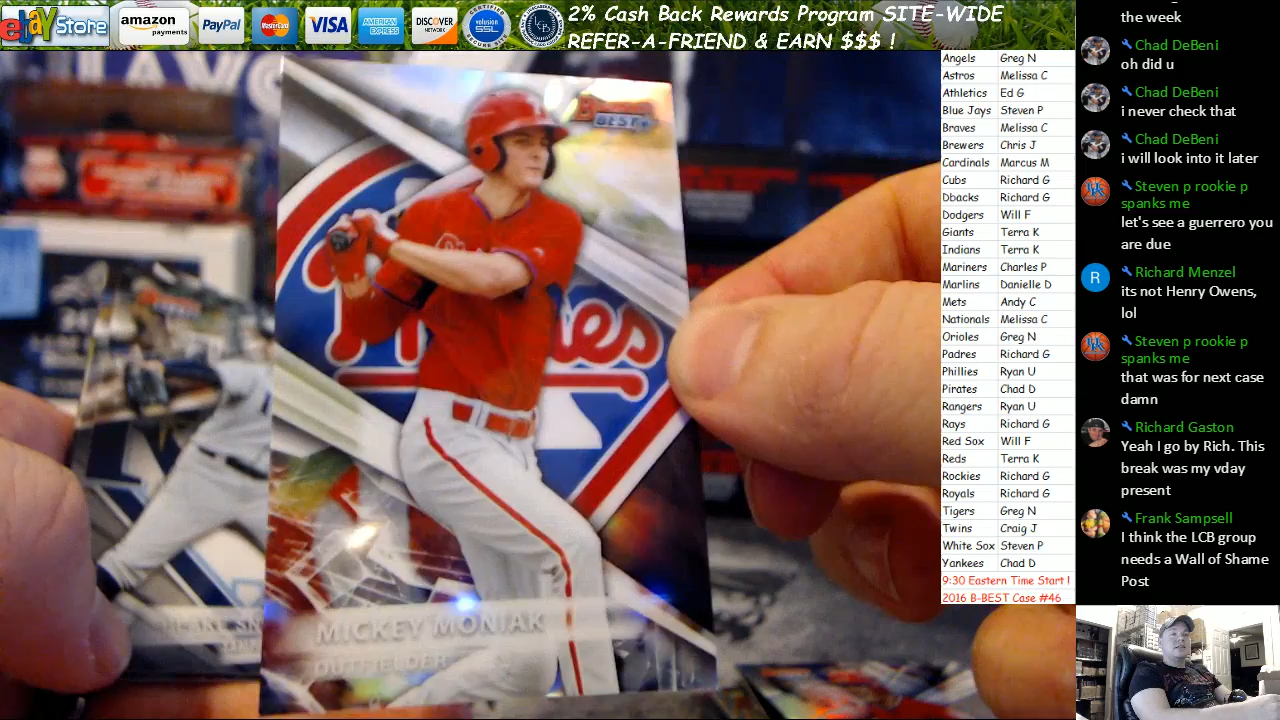 ebay Store
amazon
payments
PayPal
MasterCard
VISA
AMERICAN
EXPRESS
DISCOVER
NETWORK
volusion
SSL
2% Cash Back Rewards Program SITE-WIDE
REFER-A-FRIEND & EARN $$$ !
Angels Greg N
Astros Melissa C
Athletics Ed G
Blue Jays Steven P
Braves Melissa C
Brewers Chris J
Cardinals Marcus M
Cubs Richard G
Dbacks Richard G
Dodgers Will F
Giants Terra K
Indians Terra K
Mariners Charles P
Marlins Danielle D
Mets Andy C
Nationals Melissa C
Orioles Greg N
Padres Richard G
Phillies Ryan U
Pirates Chad D
Rangers Ryan U
Rays Richard G
Red Sox Will F
Reds Terra K
Rockies Richard G
Royals Richard G
Tigers Greg N
Twins Craig J
White Sox Steven P
Yankees Chad D
9:30 Eastern Time Start !
2016 B-BEST Case #46
the week
Chad DeBeni
oh did u
Chad DeBeni
i never check that
Chad DeBeni
i will look into it later
Steven p rookie p
spanks me
let's see a guerrero you
are due
R
Richard Menzel
its not Henry Owens,
lol
Steven p rookie p
spanks me
that was for next case
damn
Richard Gaston
Yeah I go by Rich. This
break was my vday
present
Frank Sampsell
I think the LCB group
needs a Wall of Shame
Post
BEST
MICKEY MONIAK
OUTFIELDER